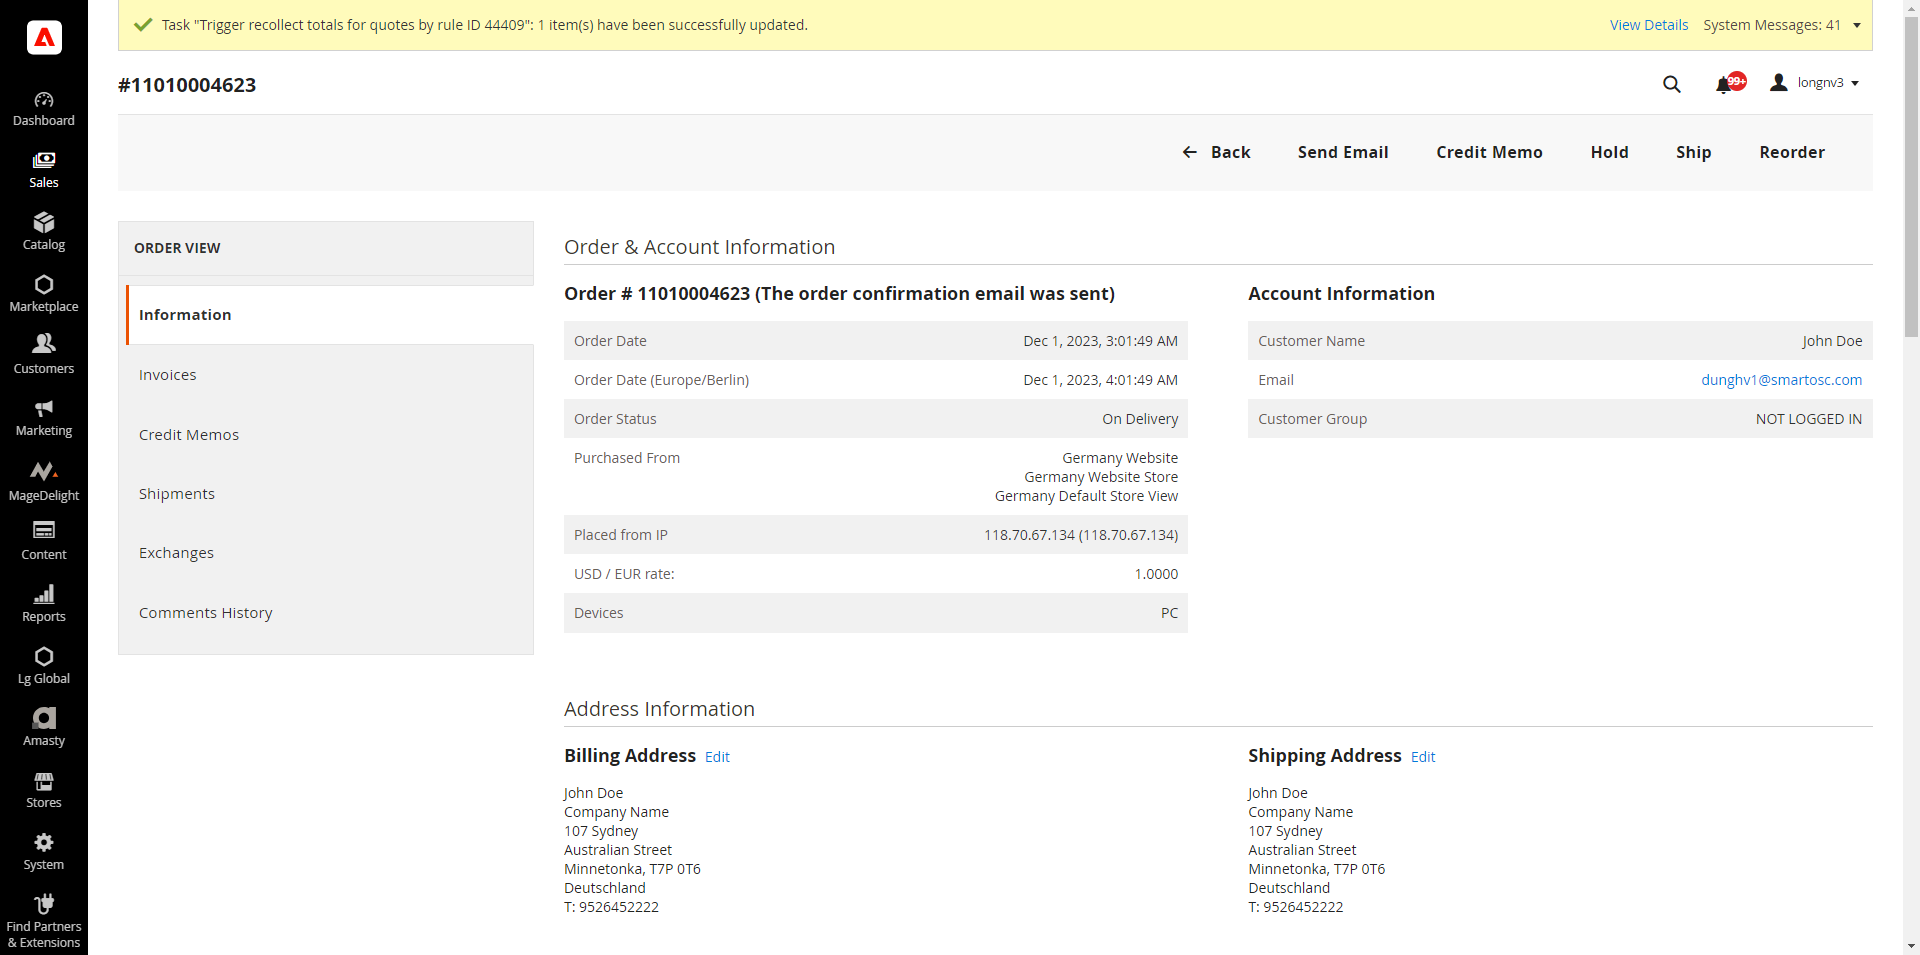 Task "Trigger recollect totals for quotes by rule ID 44409": 1 item(s) have been successfully updated.
View Details
System Messages: 41
#11010004623
99+
longnv3
Dashboard
Sales
Catalog
Marketplace
Customers
Marketing
MageDelight
Content
Reports
Lg Global
Amasty
Stores
System
Find Partners
& Extensions
Back
Send Email
Credit Memo
Hold
Ship
Reorder
ORDER VIEW
Information
Invoices
Credit Memos
Shipments
Exchanges
Comments History
Order & Account Information
Order # 11010004623 (The order confirmation email was sent)
Order Date Dec 1, 2023, 3:01:49 AM
Order Date (Europe/Berlin) Dec 1, 2023, 4:01:49 AM
Order Status On Delivery
Purchased From Germany Website
Germany Website Store
Germany Default Store View
Placed from IP 118.70.67.134 (118.70.67.134)
USD / EUR rate: 1.0000
Devices PC
Account Information
Customer Name John Doe
Email dunghv1@smartosc.com
Customer Group NOT LOGGED IN
Address Information
Billing Address Edit
John Doe
Company Name
107 Sydney
Australian Street
Minnetonka, T7P 0T6
Deutschland
T: 9526452222
Shipping Address Edit
John Doe
Company Name
107 Sydney
Australian Street
Minnetonka, T7P 0T6
Deutschland
T: 9526452222